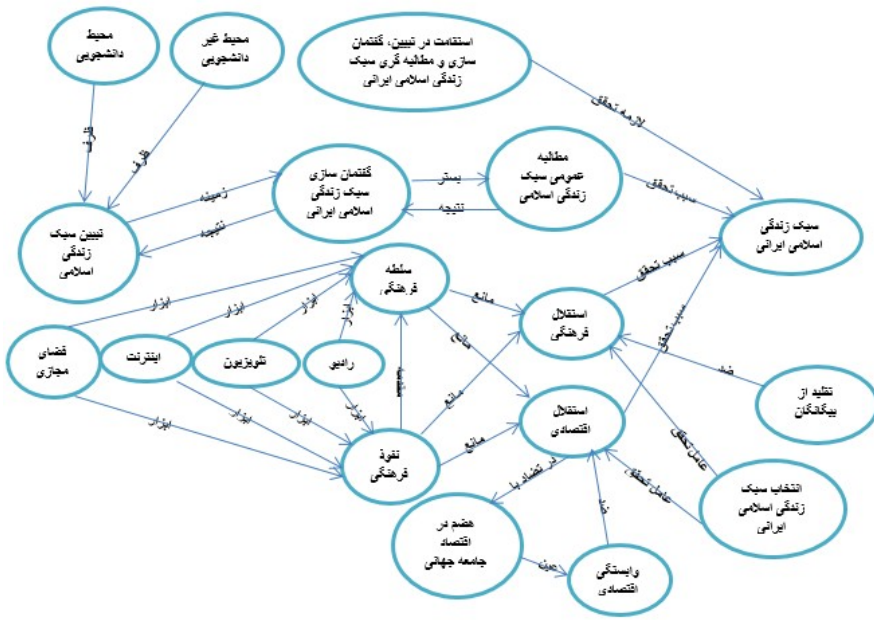 محیط
دانشجویی
محیط غیر
دانشجویی
استقامت در تبیین، گفتمان
سازی و مطالبه گری سبک
زندگی اسلامی ایرانی
ظرف
ظرف
لازمه تحقق
گفتمان سازی
سبک زندگی
اسلامی ایرانی
مطالبه
عمومی سبک
زندگی اسلامی
زمینه
نتیجه
بستر
نتیجه
سبب تحقق
تبیین سبک
زندگی
اسلامی
سبک زندگی
اسلامی ایرانی
سلطه
فرهنگی
استقلال
فرهنگی
مانع
مانع
سبب تحقق
سبب تحقق
ابزار
ابزار
ابزار
ابزار
فضای
مجازی
اینترنت
تلویزیون
رادیو
مقدمه
ضد
تقلید از
بیگانگان
ابزار
ابزار
ابزار
ابزار
نفوذ
فرهنگی
مانع
مانع
استقلال
اقتصادی
عامل تحقق
عامل تحقق
انتخاب سبک
زندگی اسلامی
ایرانی
در تضاد با
ضد
هضم در
اقتصاد
جامعه جهانی
عین
وابستگی
اقتصادی